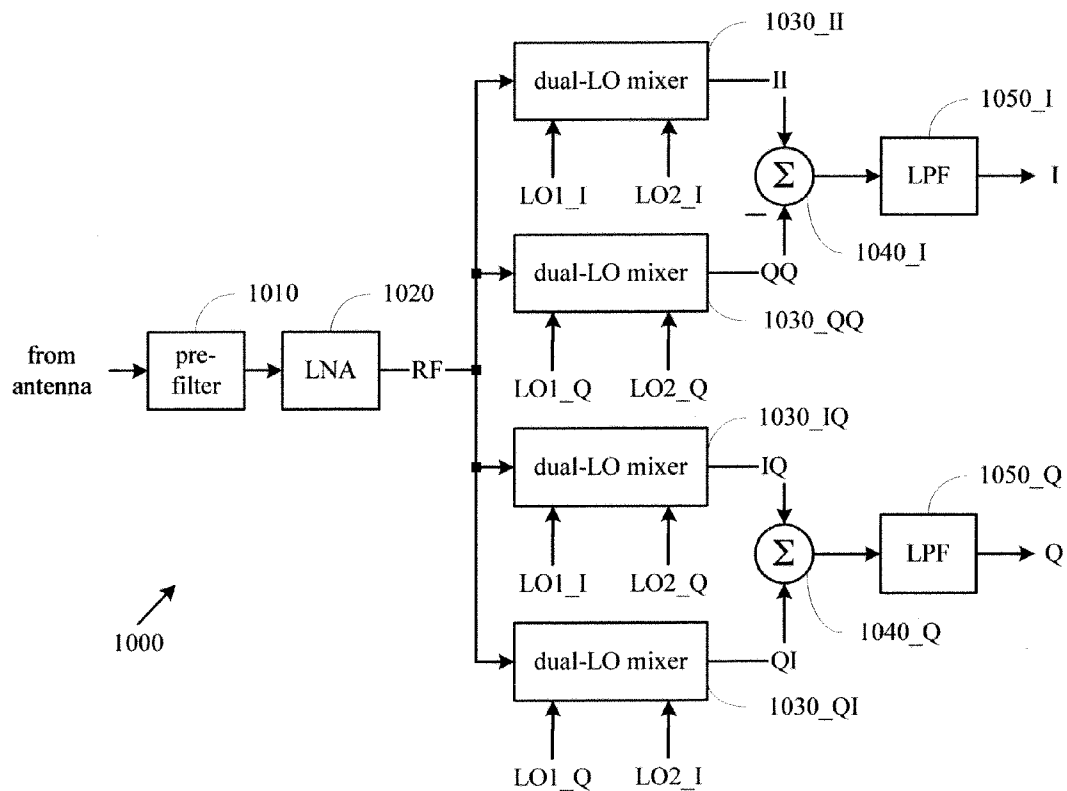 1030_II
dual-LO mixer
II
1050_I
LO1_I
LO2_I
Σ
LPF
I
–
1040_I
dual-LO mixer
QQ
1010
1020
1030_QQ
from
antenna
pre-
filter
LNA
RF
LO1_Q
LO2_Q
1030_IQ
dual-LO mixer
IQ
1050_Q
LO1_I
LO2_Q
Σ
LPF
Q
1000
1040_Q
dual-LO mixer
QI
1030_QI
LO1_Q
LO2_I